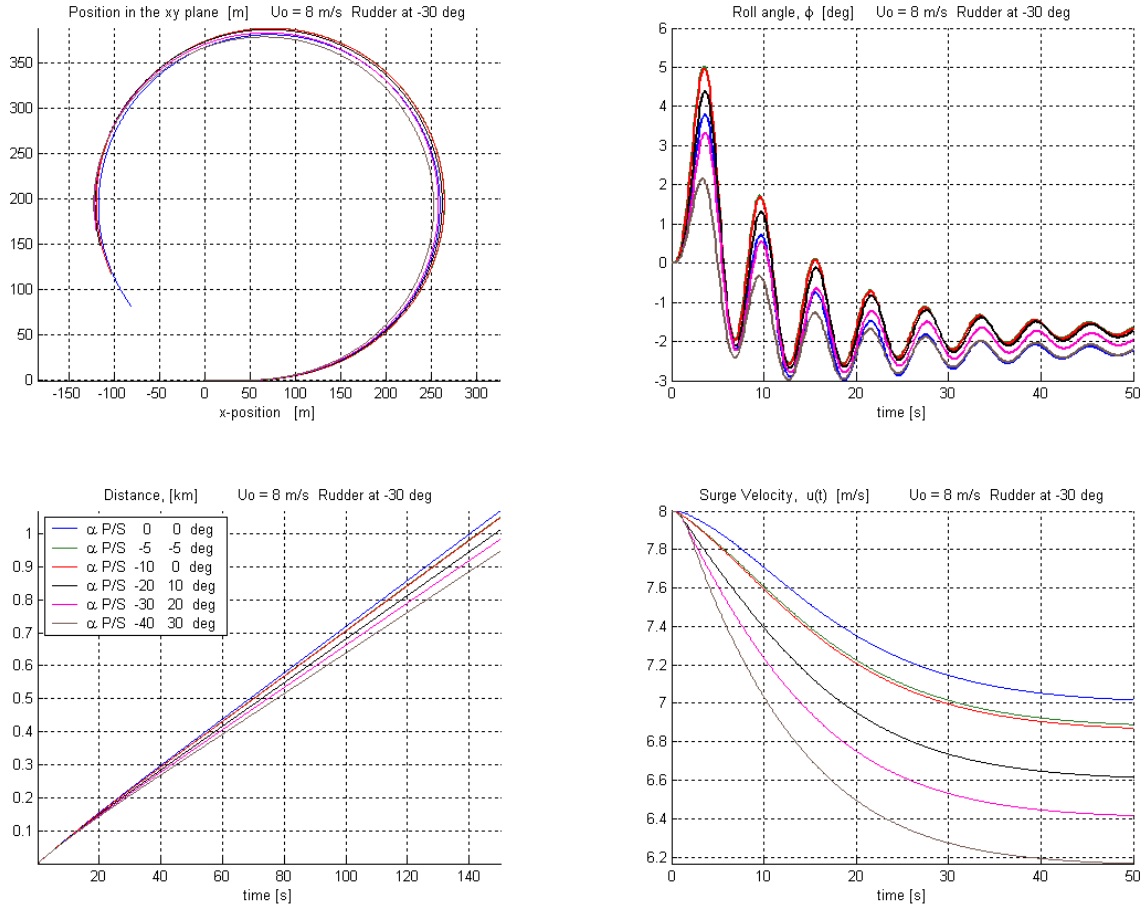 Position in the xy plane [m] Uo = 8 m/s Rudder at -30 deg
350
300
250
200
150
100
50
0
-150 -100 -50 0 50 100 150 200 250 300
x-position [m]
Roll angle, ϕ [deg] Uo = 8 m/s Rudder at -30 deg
6
5
4
3
2
1
0
-1
-2
-3
0 10 20 30 40 50
time [s]
Distance, [km] Uo = 8 m/s Rudder at -30 deg
α P/S 0 0 deg
α P/S -5 -5 deg
α P/S -10 0 deg
α P/S -20 10 deg
α P/S -30 20 deg
α P/S -40 30 deg
1
0.9
0.8
0.7
0.6
0.5
0.4
0.3
0.2
0.1
20 40 60 80 100 120 140
time [s]
Surge Velocity, u(t) [m/s] Uo = 8 m/s Rudder at -30 deg
8
7.8
7.6
7.4
7.2
7
6.8
6.6
6.4
6.2
0 10 20 30 40 50
time [s]